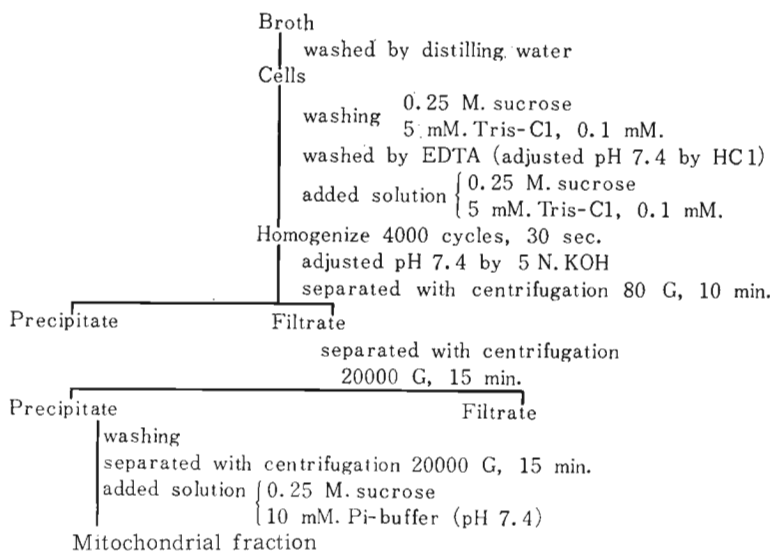 Broth
washed by distilling water
Cells
washing 0.25 M. sucrose
5 mM. Tris-Cl, 0.1 mM.
washed by EDTA (adjusted pH 7.4 by HCl)
added solution { 0.25 M. sucrose
5 mM. Tris-Cl, 0.1 mM.
Homogenize 4000 cycles, 30 sec.
adjusted pH 7.4 by 5 N. KOH
separated with centrifugation 80 G, 10 min.
Precipitate Filtrate
separated with centrifugation
20000 G, 15 min.
Precipitate Filtrate
washing
separated with centrifugation 20000 G, 15 min.
added solution { 0.25 M. sucrose
10 mM. Pi-buffer (pH 7.4)
Mitochondrial fraction